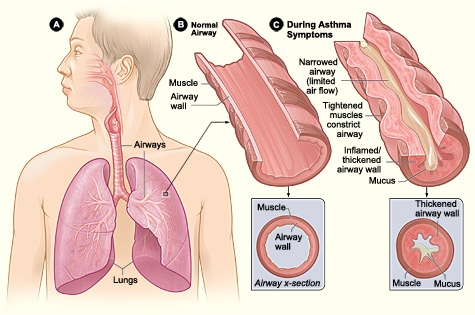 A
Airways
Lungs
B Normal
Airway
Muscle
Airway
wall
Muscle
Airway
wall
Airway x-section
C During Asthma
Symptoms
Narrowed
airway
(limited
air flow)
Tightened
muscles
constrict
airway
Inflamed/
thickened
airway wall
Mucus
Thickened
airway wall
Muscle
Mucus